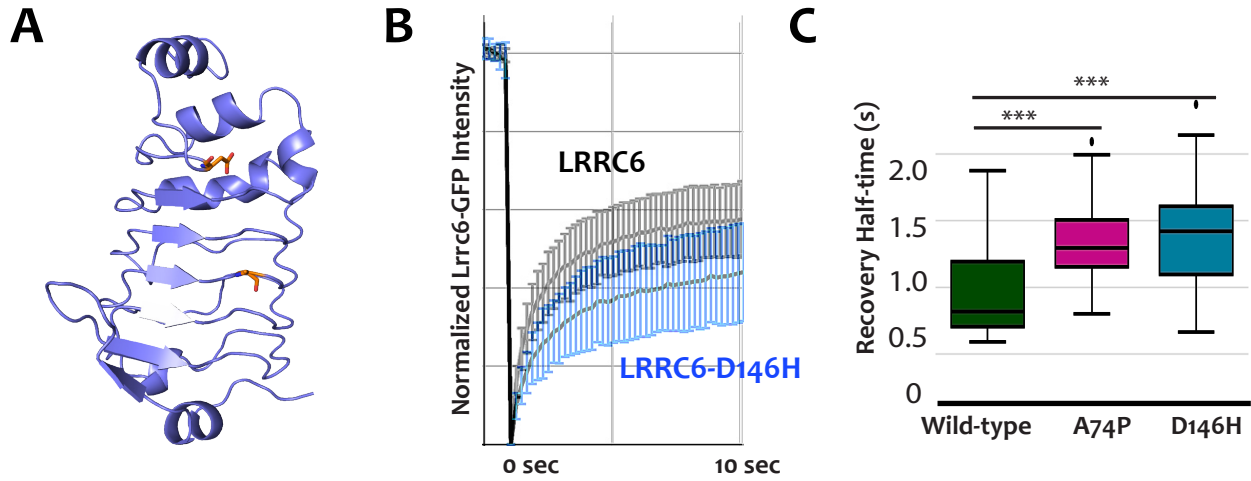 A
B
Normalized Lrrc6-GFP Intensity
LRRC6
LRRC6-D146H
0 sec
10 sec
C
Recovery Half-time (s)
***
***
2.0
1.5
1.0
0.5
0
Wild-type
A74P
D146H